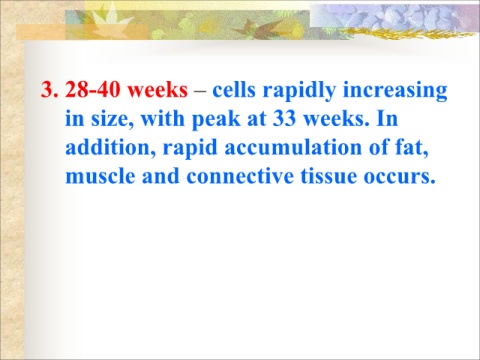 3. 28-40 weeks – cells rapidly increasing
in size, with peak at 33 weeks. In
addition, rapid accumulation of fat,
muscle and connective tissue occurs.